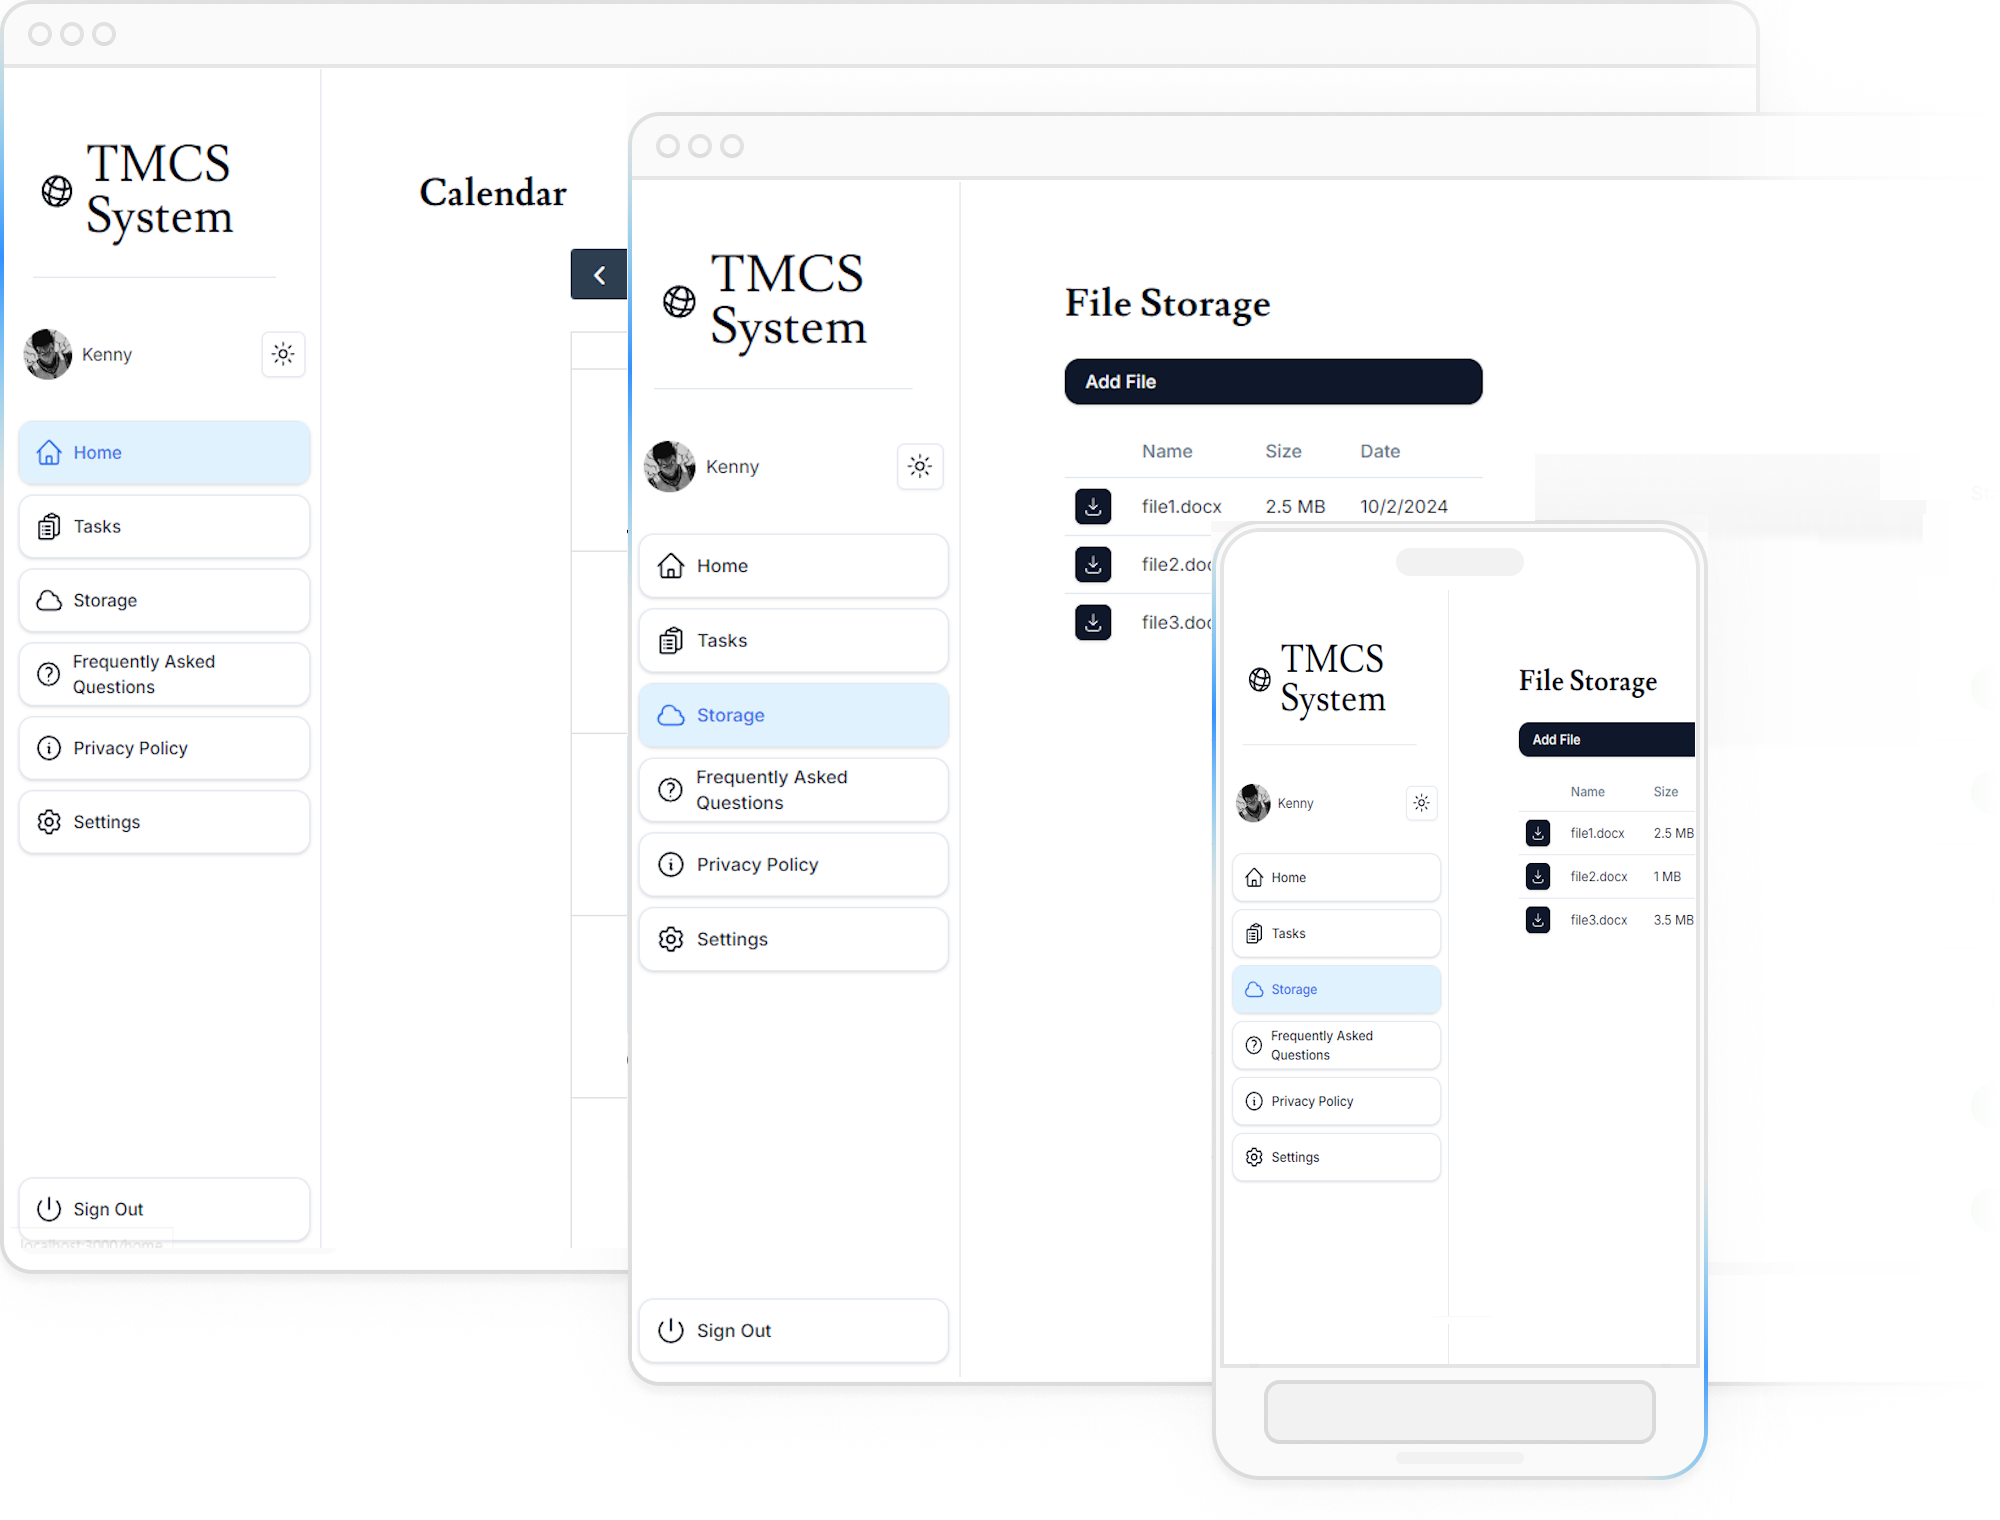 TMCS
System
Kenny
Home
Tasks
Storage
Frequently Asked
Questions
Privacy Policy
Settings
Sign Out
localhost:3000/home
Calendar
TMCS
System
Kenny
Home
Tasks
Storage
Frequently Asked
Questions
Privacy Policy
Settings
Sign Out
File Storage
Add File
Name Size Date
file1.docx 2.5 MB 10/2/2024
file2.doc
file3.doc
TMCS
System
Kenny
Home
Tasks
Storage
Frequently Asked
Questions
Privacy Policy
Settings
File Storage
Add File
Name Size
file1.docx 2.5 MB
file2.docx 1 MB
file3.docx 3.5 MB